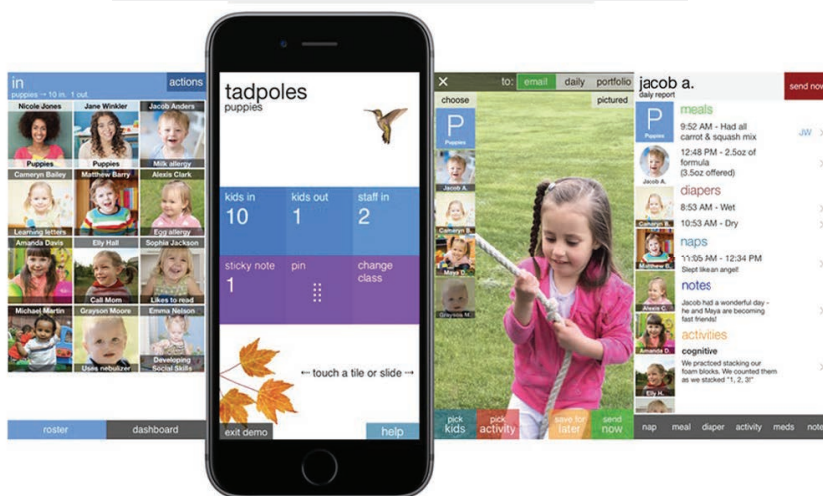 in
actions
puppies → 10 in. 1 out.
Nicole Jones
Jane Winkler
Jacob Anders
Puppies
Puppies
Milk allergy
Cameryn Bailey
Matthew Barry
Alexis Clark
Learning letters
Egg allergy
Amanda Davis
Elly Hall
Sophia Jackson
Call Mom
Likes to read
Michael Martin
Grayson Moore
Emma Nelson
Uses nebulizer
Developing
Social Skills
roster
dashboard
tadpoles
puppies
kids in
10
kids out
1
staff in
2
sticky note
1
pin
change
class
← touch a tile or slide →
exit demo
help
X
to:
email
daily
portfolio
choose
pictured
P
Puppies
Jacob A.
Cameryn B.
Maya D.
Grayson M.
pick
kids
pick
activity
save for
later
send
now
jacob a.
daily report
send now
P
Puppies
Jacob A.
Cameryn B.
Matthew B.
Alexis C.
Amanda D.
Elly H.
meals
9:52 AM - Had all
carrot & squash mix
JW
12:48 PM - 2.5oz of
formula
(3.5oz offered)
diapers
8:53 AM - Wet
10:53 AM - Dry
naps
11:05 AM - 12:34 PM
Slept like an angel!
notes
Jacob had a wonderful day -
he and Maya are becoming
fast friends!
activities
cognitive
We practced stacking our
foam blocks. We counted them
as we stacked "1, 2, 3!"
nap
meal
diaper
activity
meds
note